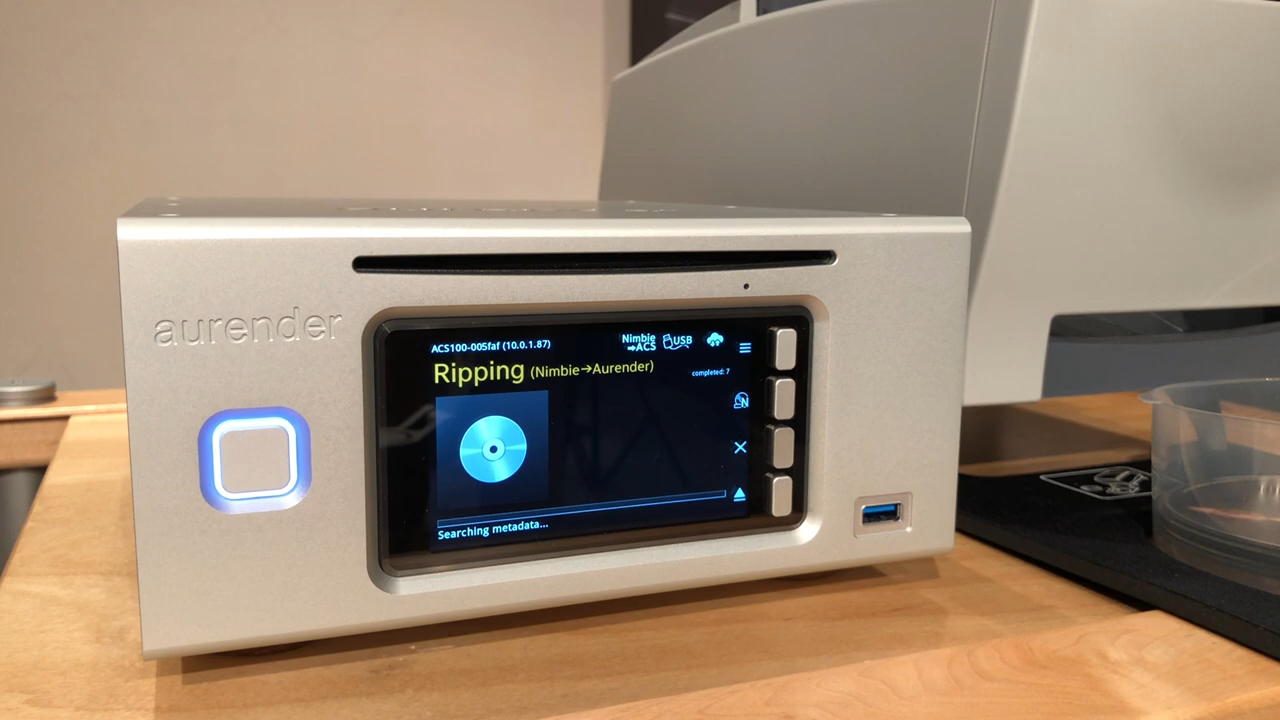 aurender
ACS100-005faf (10.0.1.87)
Nimbie
→ACS
USB
Ripping (Nimbie→Aurender)
completed: 7
N
Searching metadata...